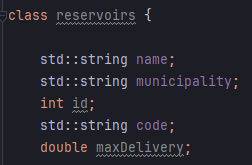 class reservoirs {
std::string name;
std::string municipality;
int id;
std::string code;
double maxDelivery;